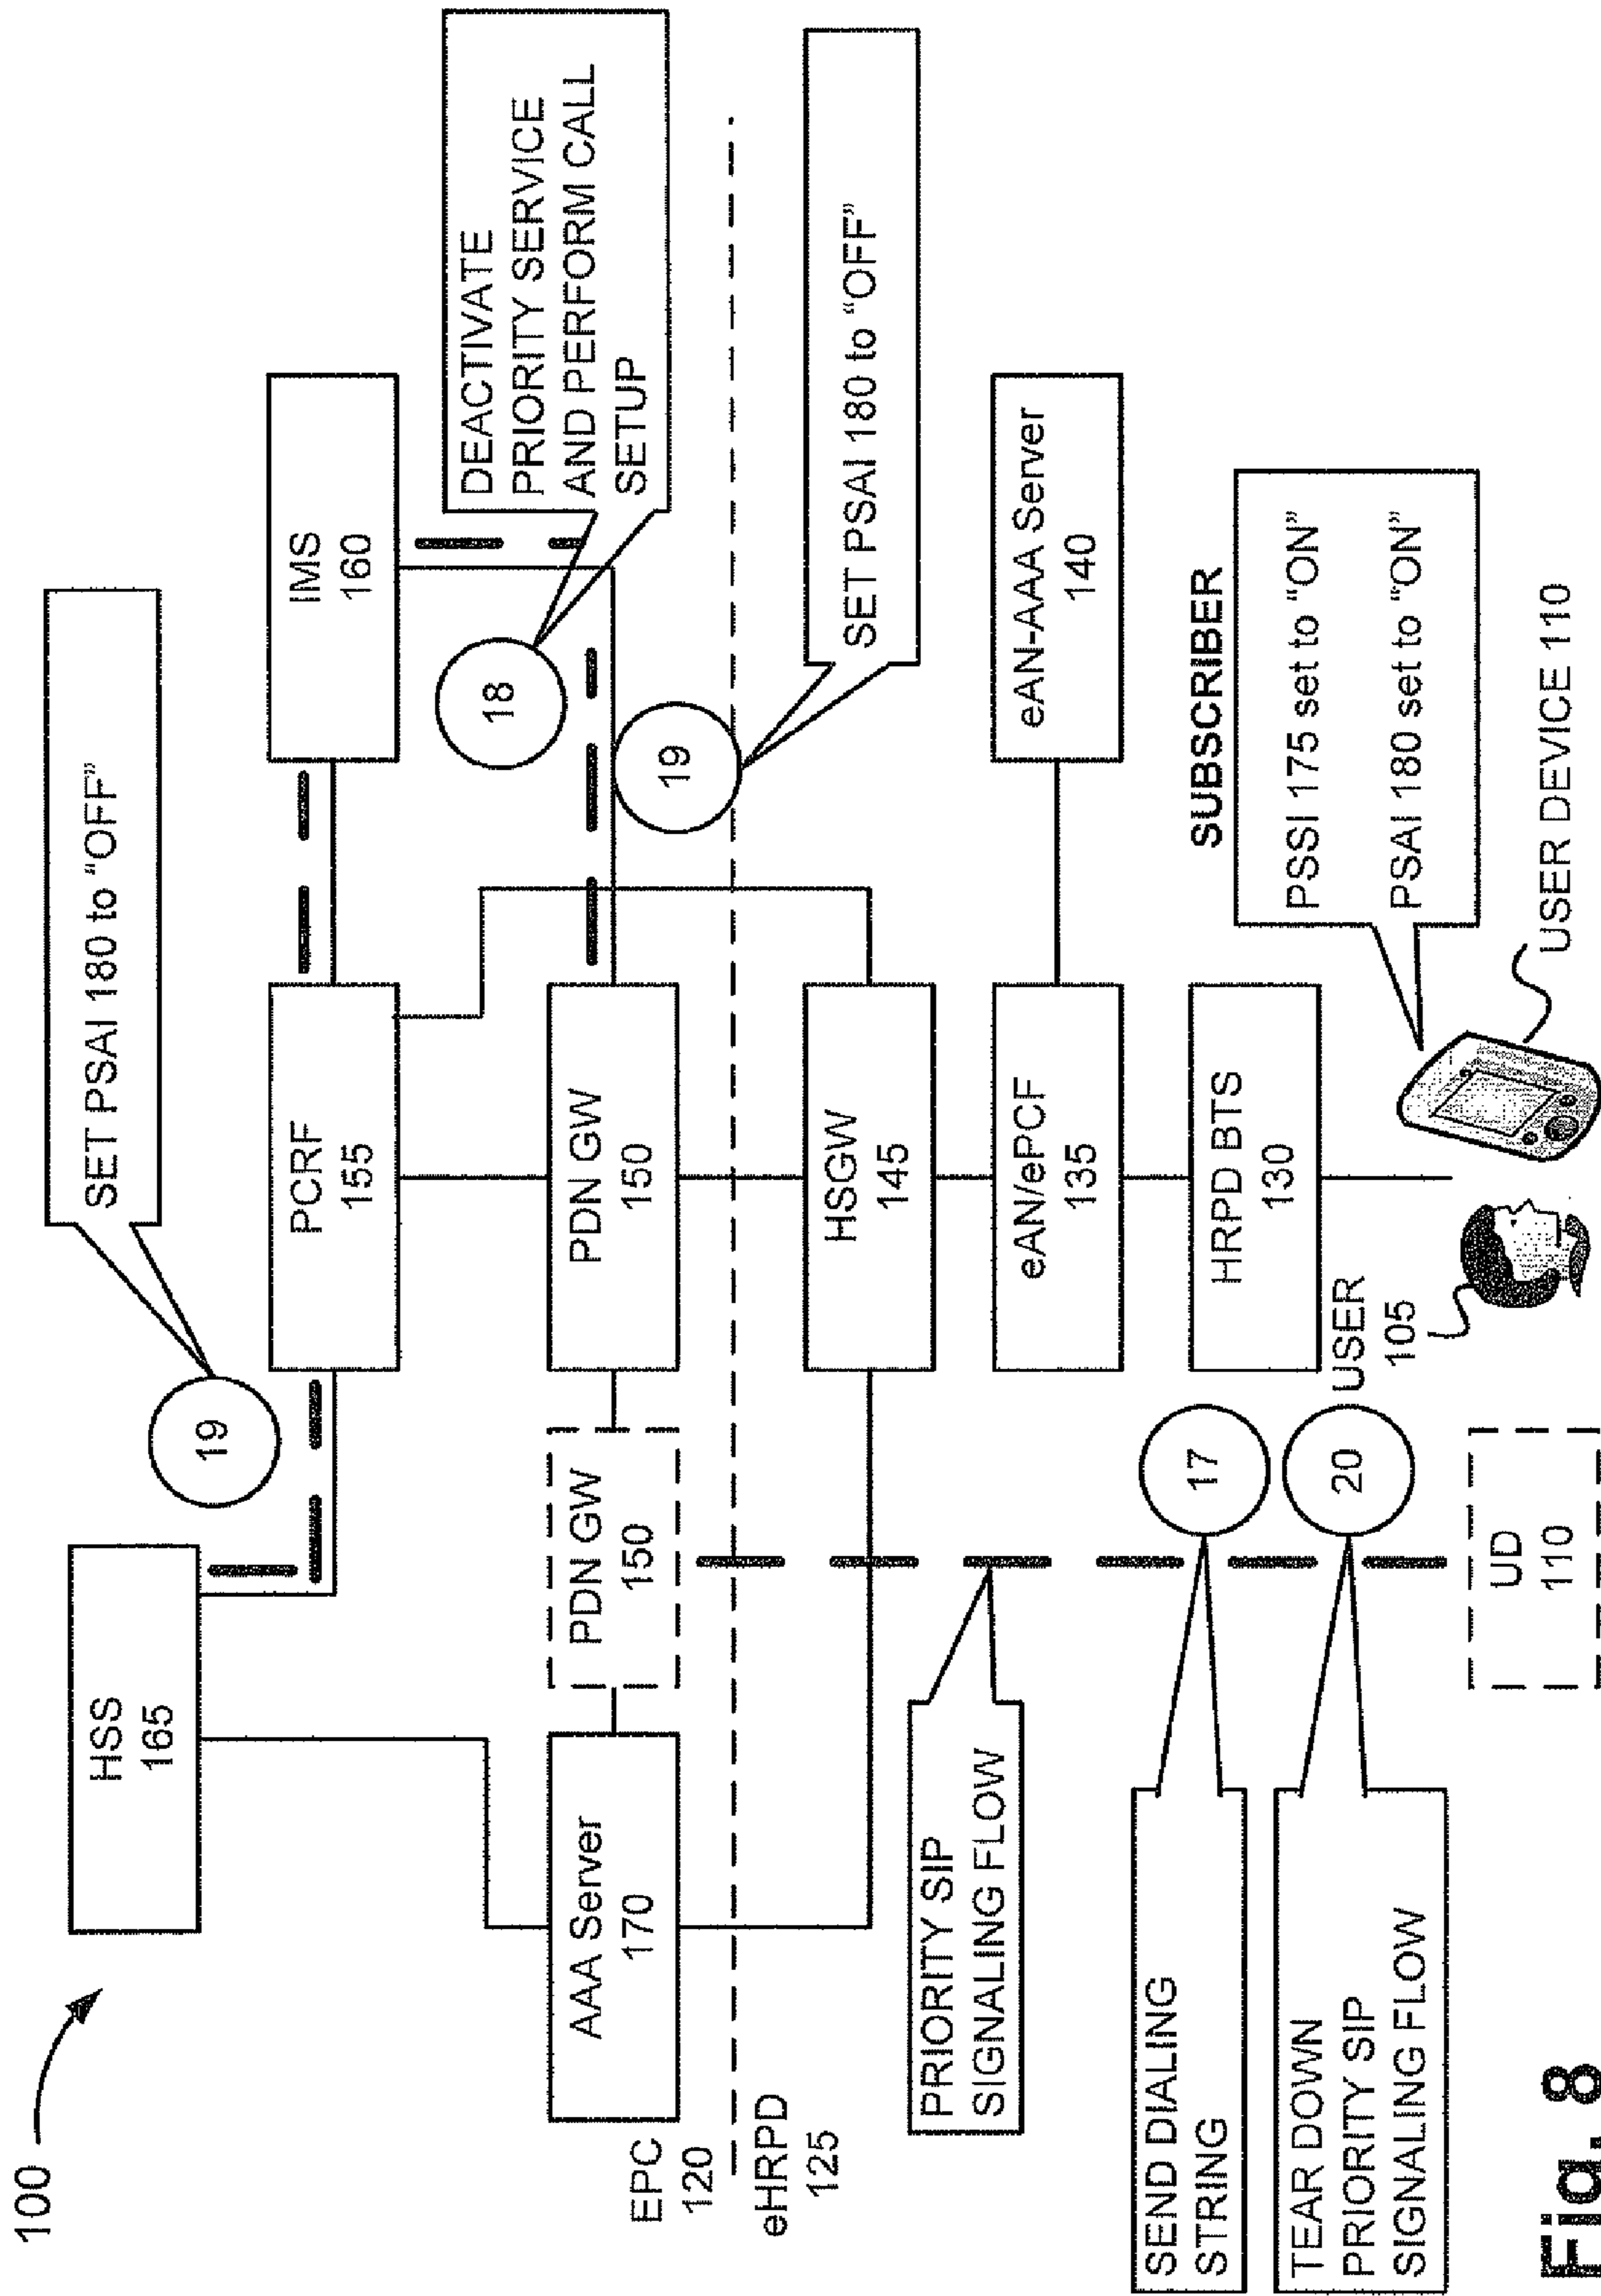 100
SET PSAI 180 to “OFF”
HSS
165
19
PCRF
155
IMS
160
DEACTIVATE
PRIORITY SERVICE
AND PERFORM CALL
SETUP
18
AAA Server
170
PDN GW
150
PDN GW
150
19
EPC
120
eHRPD
125
SET PSAI 180 to “OFF”
HSGW
145
PRIORITY SIP
SIGNALING FLOW
eAN/ePCF
135
eAN-AAA Server
140
SEND DIALING
STRING
17
HRPD BTS
130
SUBSCRIBER
PSSI 175 set to “ON”
PSAI 180 set to “ON”
TEAR DOWN
PRIORITY SIP
SIGNALING FLOW
20
USER
105
UD
110
USER DEVICE 110
Fig. 8